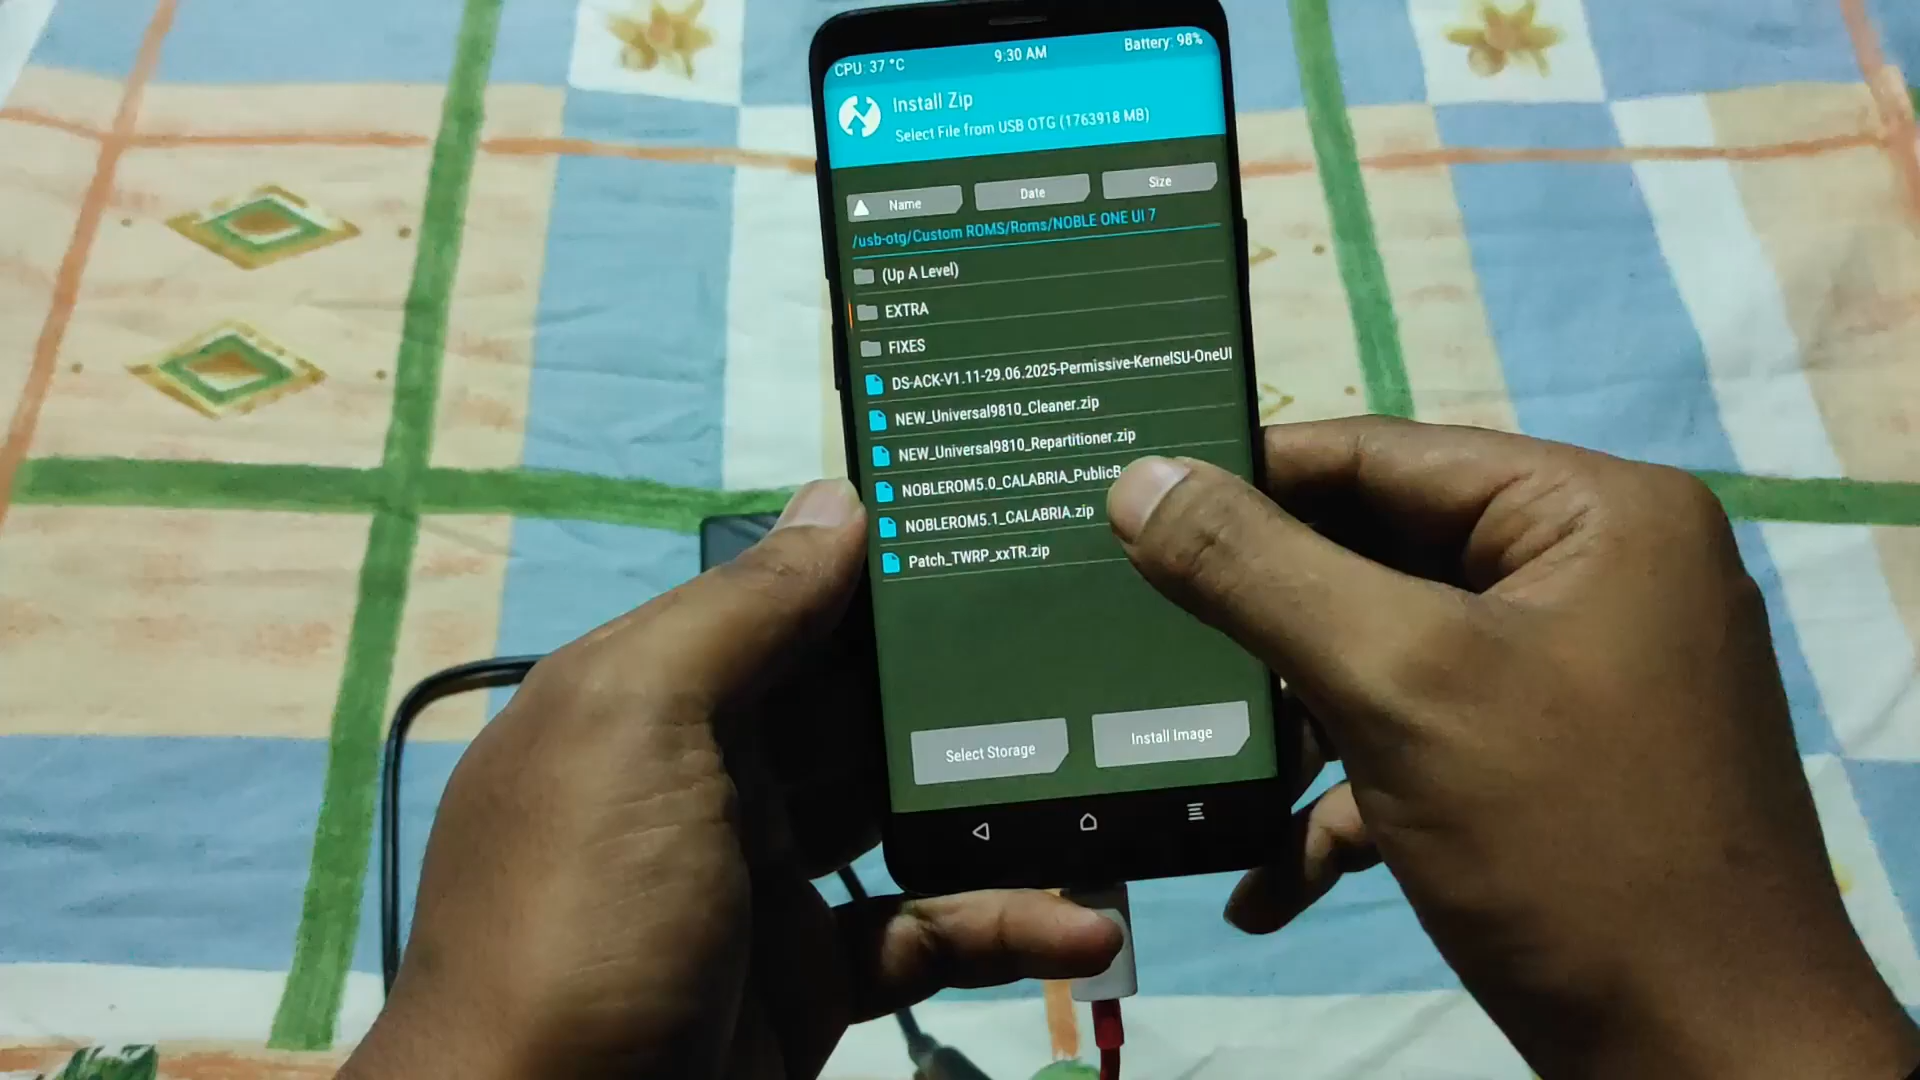 CPU: 37 °C 9:30 AM Battery: 98%
Install Zip
Select File from USB OTG (1763918 MB)
Name Date Size
/usb-otg/Custom ROMS/Roms/NOBLE ONE UI 7
(Up A Level)
EXTRA
FIXES
DS-ACK-V1.11-29.06.2025-Permissive-KernelSU-OneUI
NEW_Universal9810_Cleaner.zip
NEW_Universal9810_Repartitioner.zip
NOBLEROM5.0_CALABRIA_PublicB
NOBLEROM5.1_CALABRIA.zip
Patch_TWRP_xxTR.zip
Select Storage Install Image